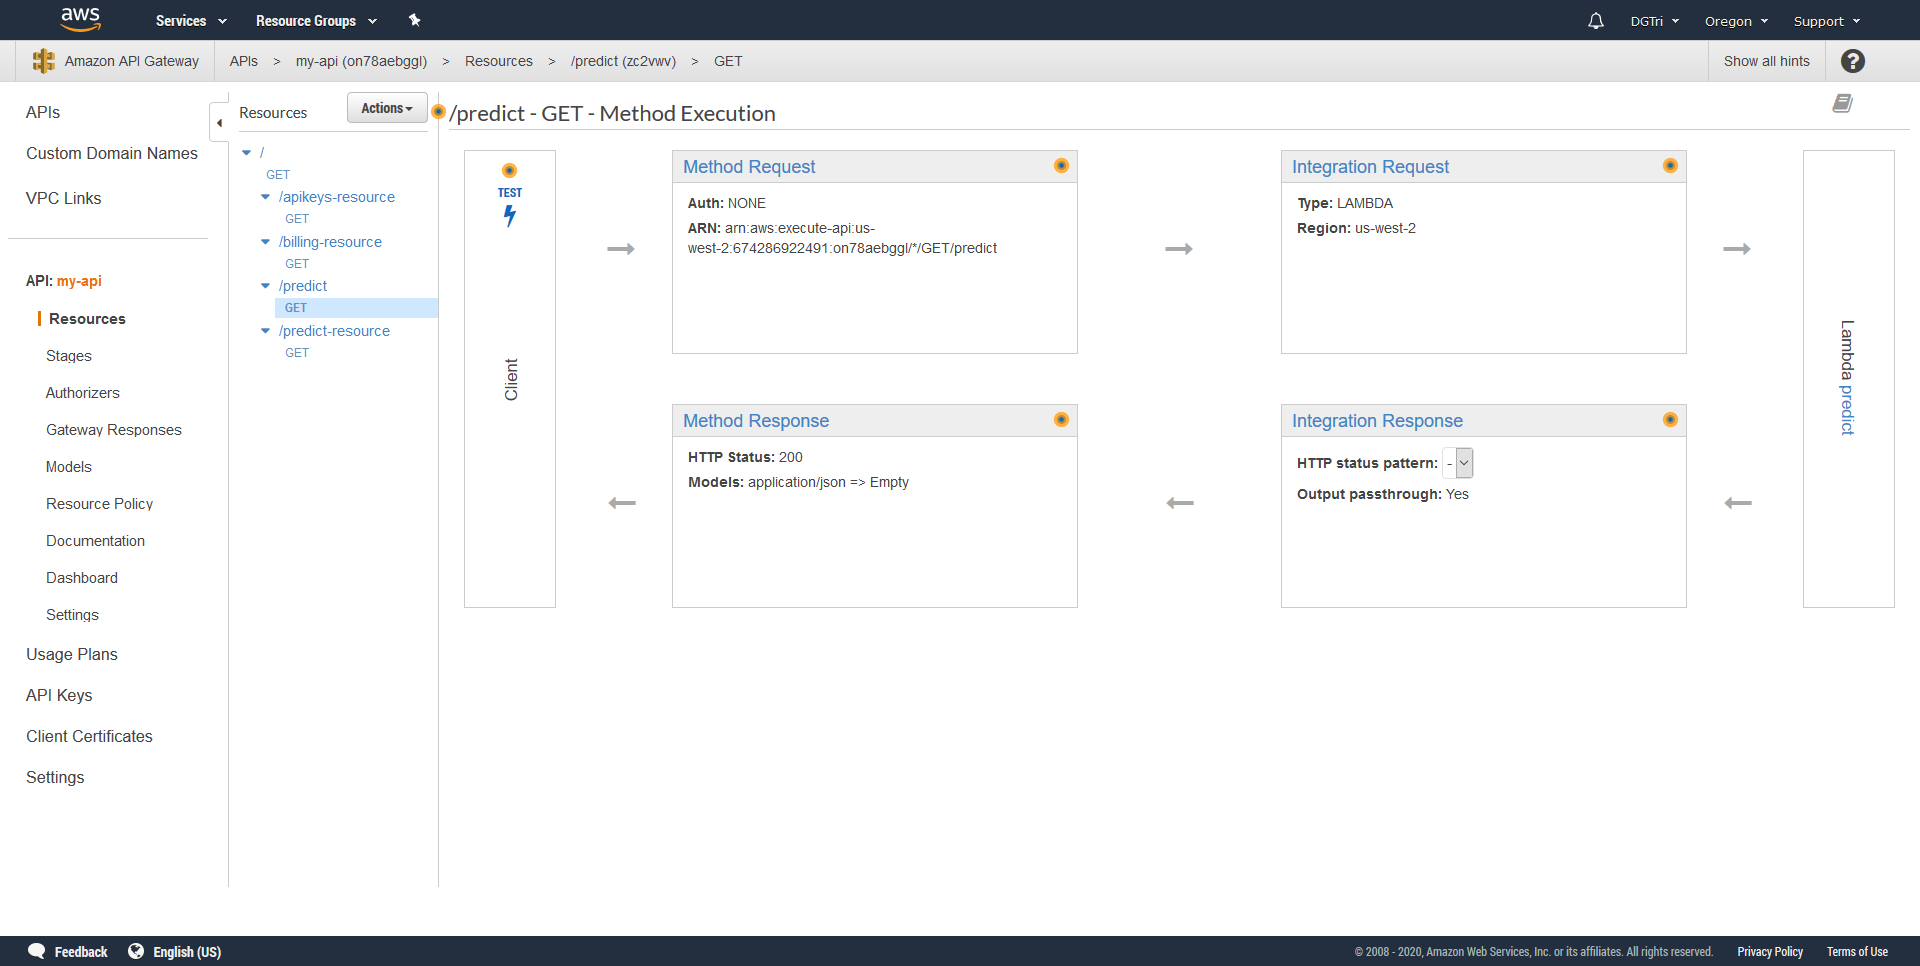 aws
Services
Resource Groups
DGTri
Oregon
Support
Amazon API Gateway
APIs > my-api (on78aebggl) > Resources > /predict (zc2vwv) > GET
Show all hints
?
APIs
Custom Domain Names
VPC Links
API: my-api
Resources
Stages
Authorizers
Gateway Responses
Models
Resource Policy
Documentation
Dashboard
Settings
Usage Plans
API Keys
Client Certificates
Settings
Resources
Actions
/
GET
/apikeys-resource
GET
/billing-resource
GET
/predict
GET
/predict-resource
GET
/predict - GET - Method Execution
TEST
Client
Method Request
Auth: NONE
ARN: arn:aws:execute-api:us-
west-2:674286922491:on78aebggl/*/GET/predict
Integration Request
Type: LAMBDA
Region: us-west-2
Lambda predict
Method Response
HTTP Status: 200
Models: application/json => Empty
Integration Response
HTTP status pattern: -
Output passthrough: Yes
Feedback
English (US)
© 2008 - 2020, Amazon Web Services, Inc. or its affiliates. All rights reserved.
Privacy Policy
Terms of Use